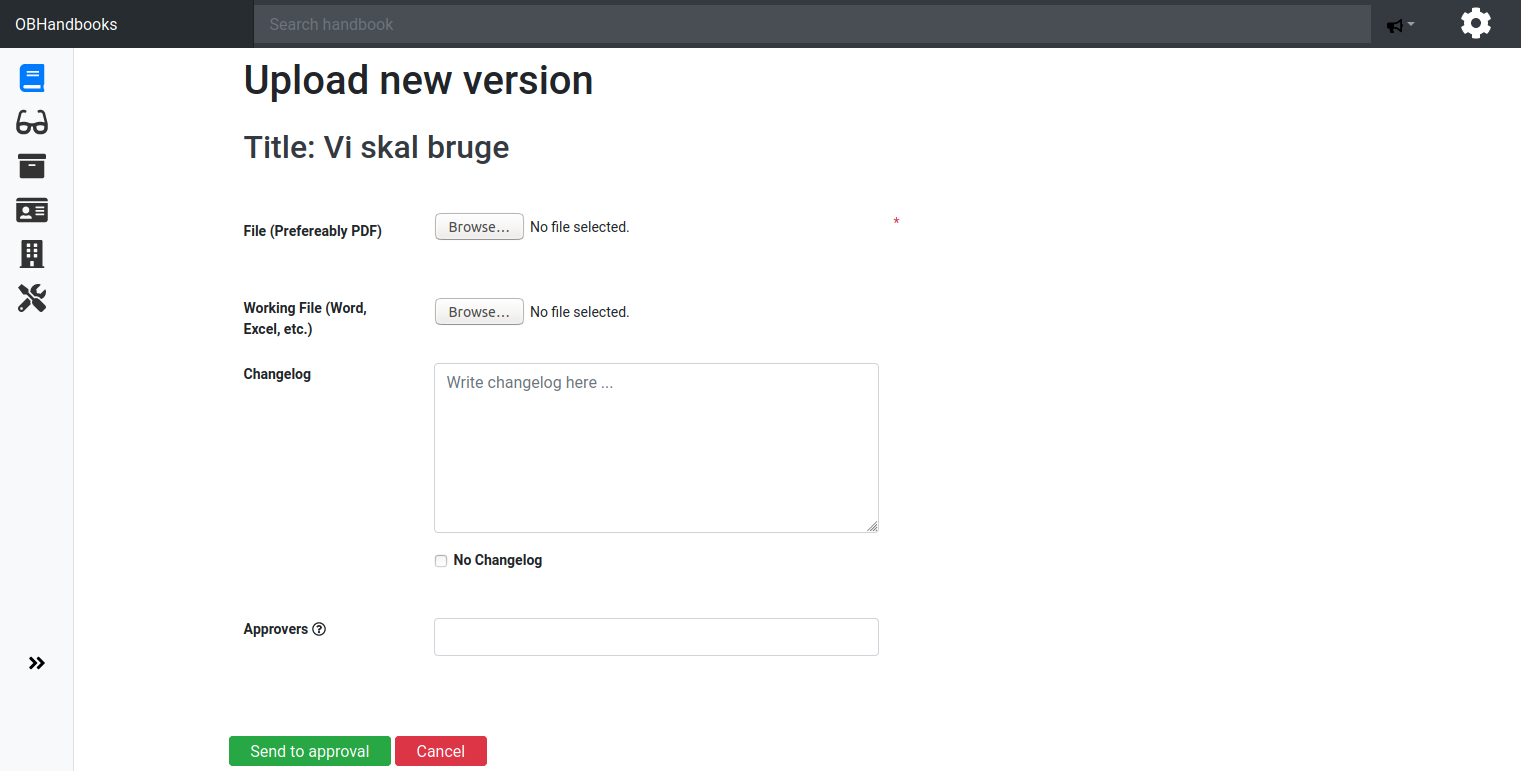 OBHandbooks
Search handbook
Upload new version
Title: Vi skal bruge
File (Prefereably PDF)
Browse...
No file selected.
*
Working File (Word,
Excel, etc.)
Browse...
No file selected.
Changelog
Write changelog here ...
No Changelog
Approvers
Send to approval
Cancel